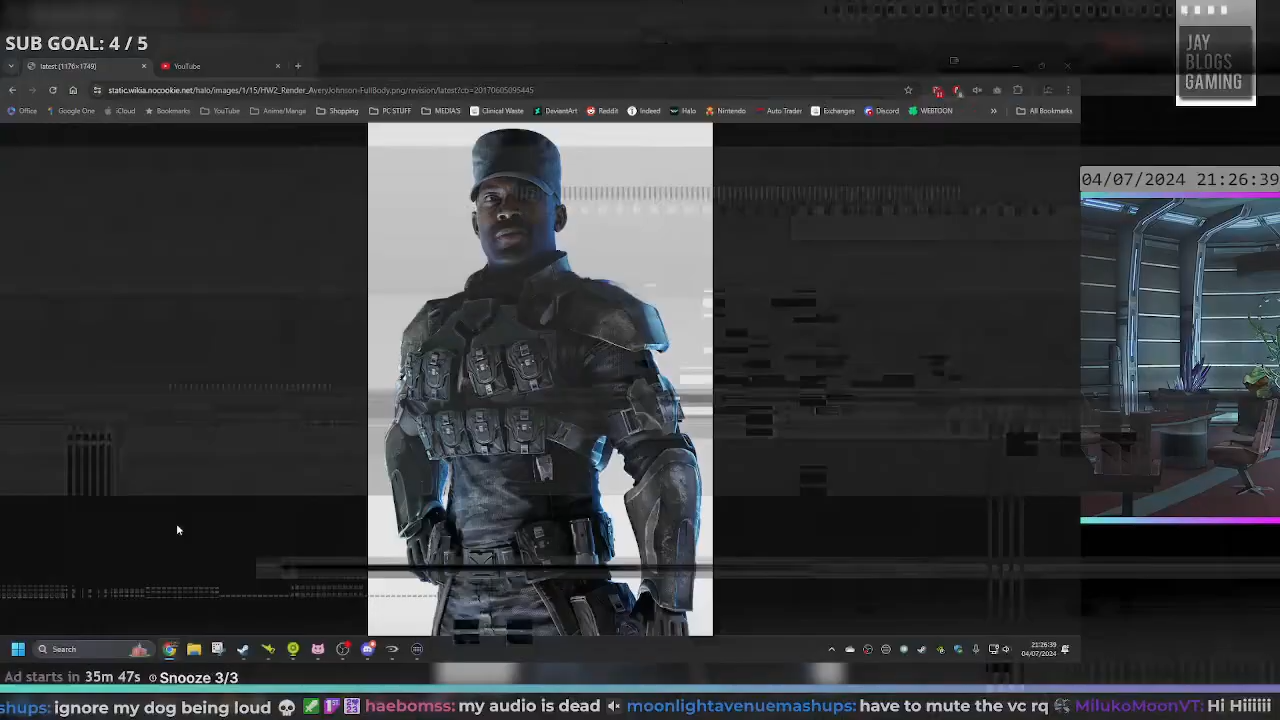 SUB GOAL: 4 / 5
JAY
BLOGS
GAMING
latest (1176×1749)
YouTube
static.wikia.nocookie.net/halo/images/1/15/HW2_Render_AveryJohnson-FullBody.png/revision/latest?cb=20170605095445
Office
Google One
iCloud
Bookmarks
YouTube
Anime/Manga
Shopping
PC STUFF
MEDIA'S
Clinical Waste
DeviantArt
Reddit
Indeed
Halo
Nintendo
Auto Trader
Exchanges
Discord
WEBTOON
All Bookmarks
04/07/2024 21:26:39
Search
21:26:39
04/07/2024
Ad starts in 35m 47s Snooze 3/3
shups: ignore my dog being loud haebomss: my audio is dead moonlightavenuemashups: have to mute the vc rq MilukoMoonVT: Hi Hiiiiii